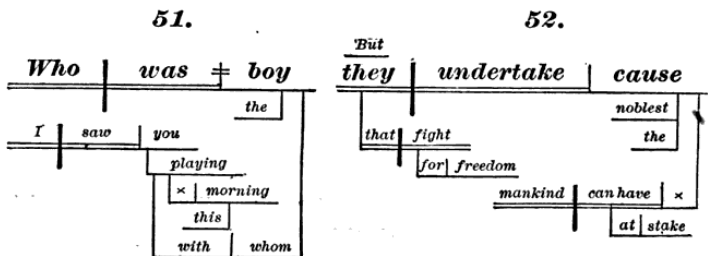 51.
Who was = boy
the
I saw you
playing
× morning
this
with whom
52.
But
they undertake cause
noblest
the
that fight
for freedom
mankind can have ×
at stake